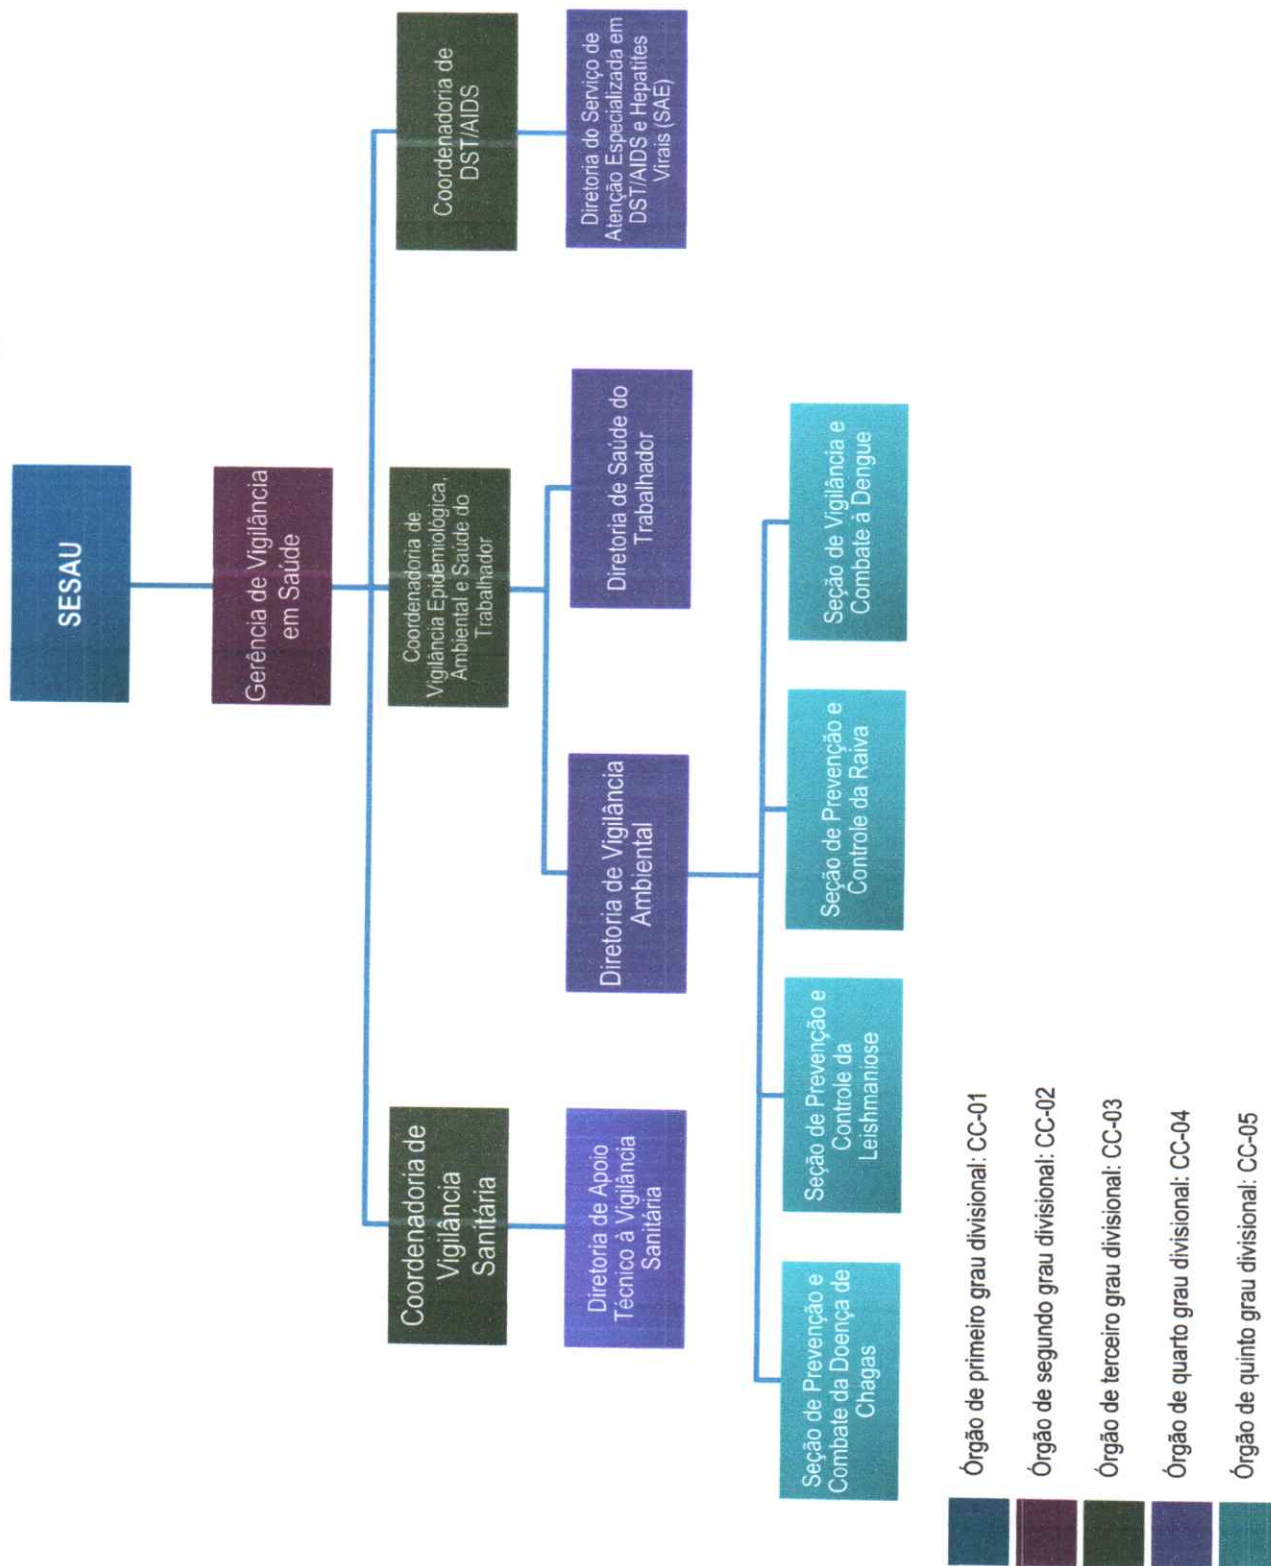 SESAU
Gerência de Vigilância
em Saúde
Coordenadoria de
Vigilância
Sanitária
Coordenadoria de
Vigilância Epidemiológica,
Ambiental e Saúde do
Trabalhador
Coordenadoria de
DST/AIDS
Diretoria de Apoio
Técnico à Vigilância
Sanitária
Diretoria de Vigilância
Ambiental
Diretoria de Saúde do
Trabalhador
Diretoria do Serviço de
Atenção Especializada em
DST/AIDS e Hepatites
Virais (SAE)
Seção de Prevenção e
Combate da Doença de
Chagas
Seção de Prevenção e
Controle da
Leishmaniose
Seção de Prevenção e
Controle da Raiva
Seção de Vigilância e
Combate à Dengue
Órgão de primeiro grau divisional: CC-01
Órgão de segundo grau divisional: CC-02
Órgão de terceiro grau divisional: CC-03
Órgão de quarto grau divisional: CC-04
Órgão de quinto grau divisional: CC-05